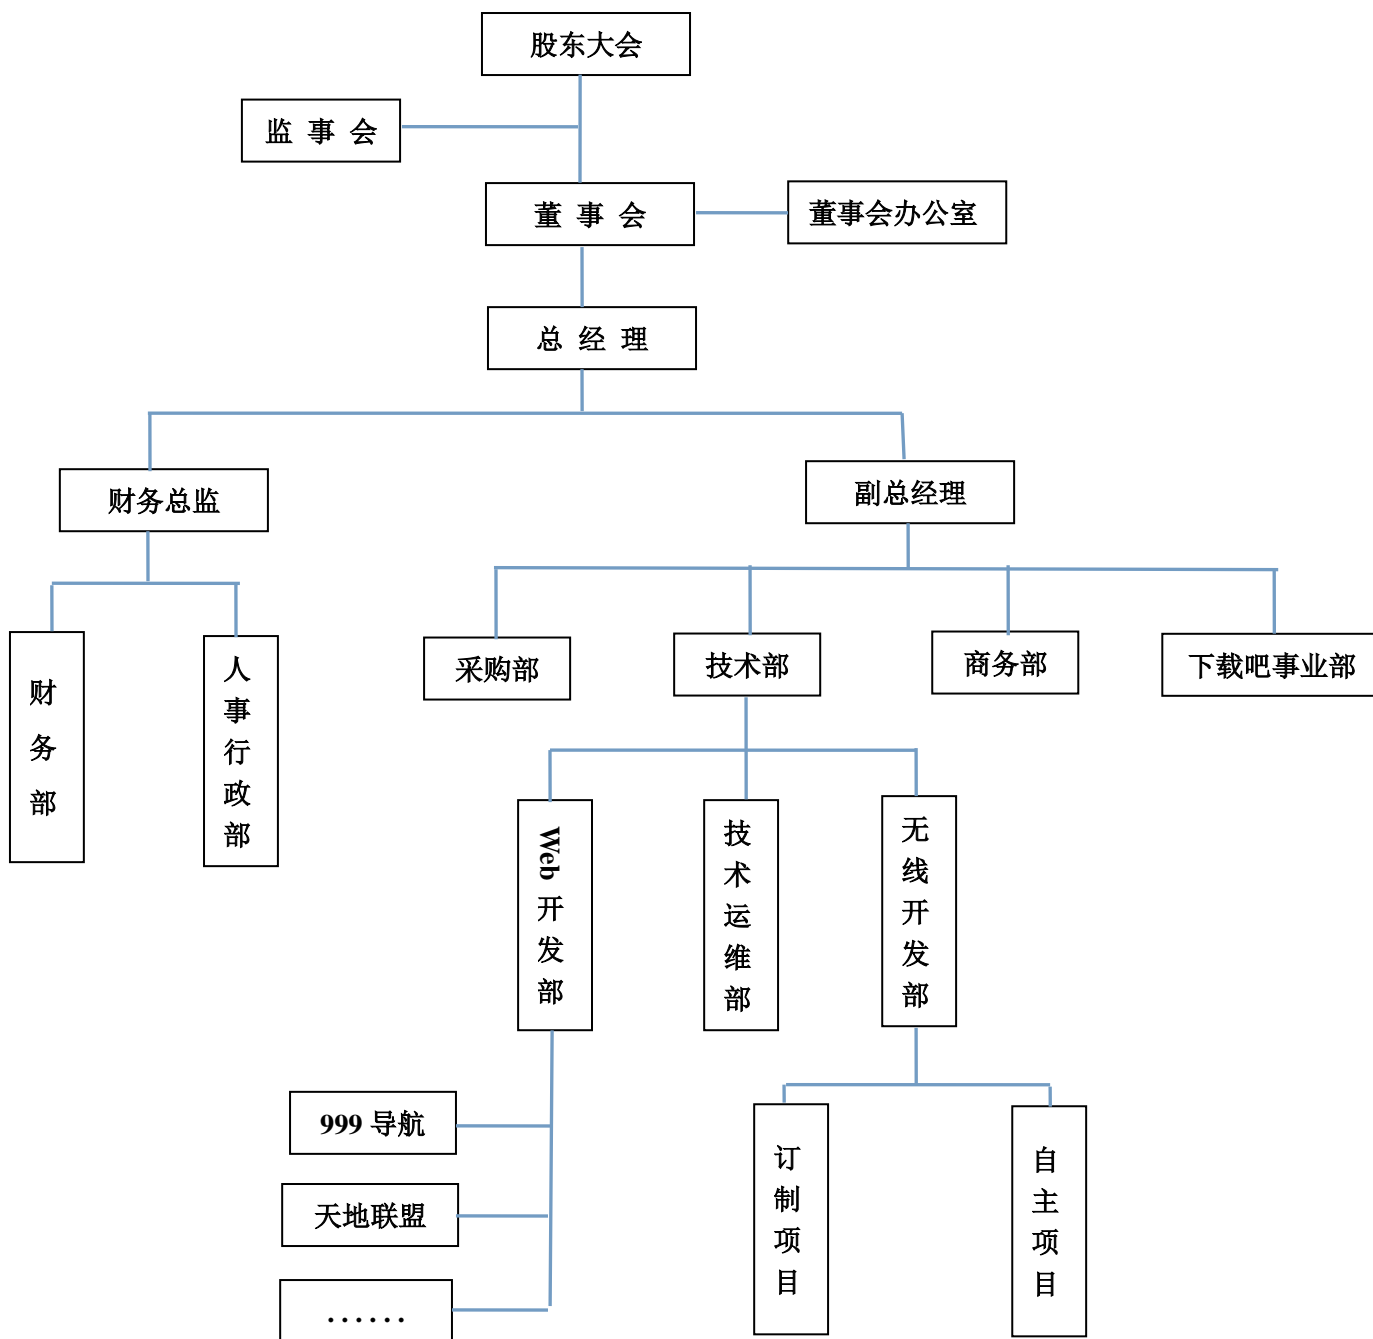 股东大会
监 事 会
董 事 会
董事会办公室
总 经 理
财务总监
副总经理
财务部
人事行政部
采购部
技术部
商务部
下载吧事业部
Web 开发部
技术运维部
无线开发部
999 导航
天地联盟
......
订制项目
自主项目